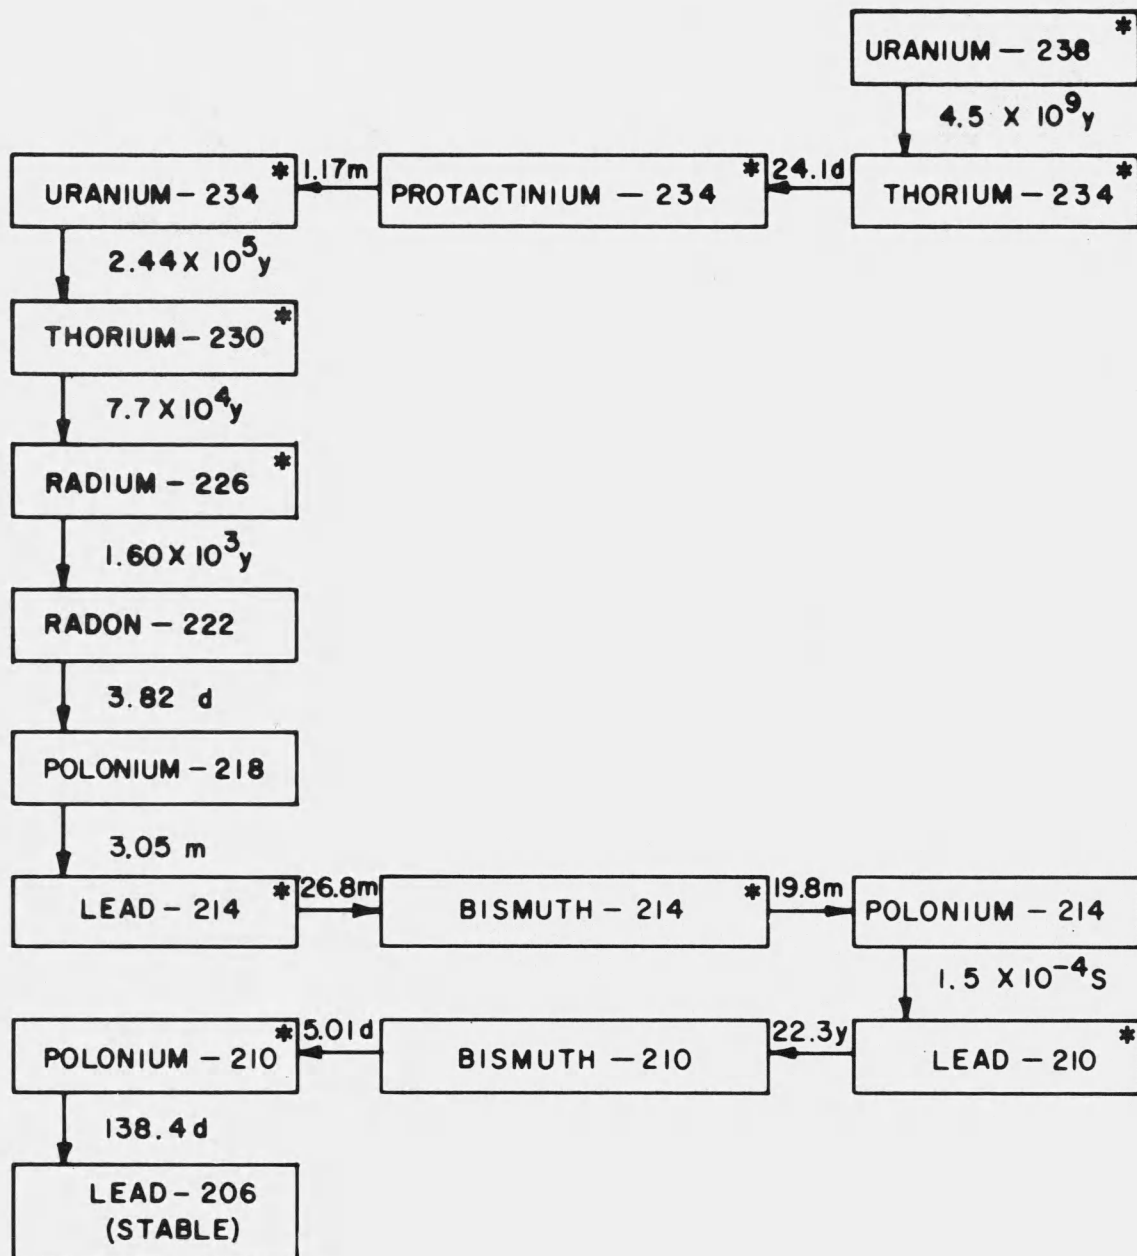 URANIUM — 238 *
4.5 X 10⁹y
URANIUM — 234 *
1.17m
PROTACTINIUM — 234 *
24.1d
THORIUM — 234 *
2.44 X 10⁵y
THORIUM — 230 *
7.7 X 10⁴y
RADIUM — 226 *
1.60 X 10³y
RADON — 222
3.82 d
POLONIUM — 218
3.05 m
LEAD — 214 *
26.8m
BISMUTH — 214 *
19.8m
POLONIUM — 214
1.5 X 10⁻⁴S
POLONIUM — 210 *
5.01d
BISMUTH — 210
22.3y
LEAD — 210 *
138.4d
LEAD — 206
(STABLE)